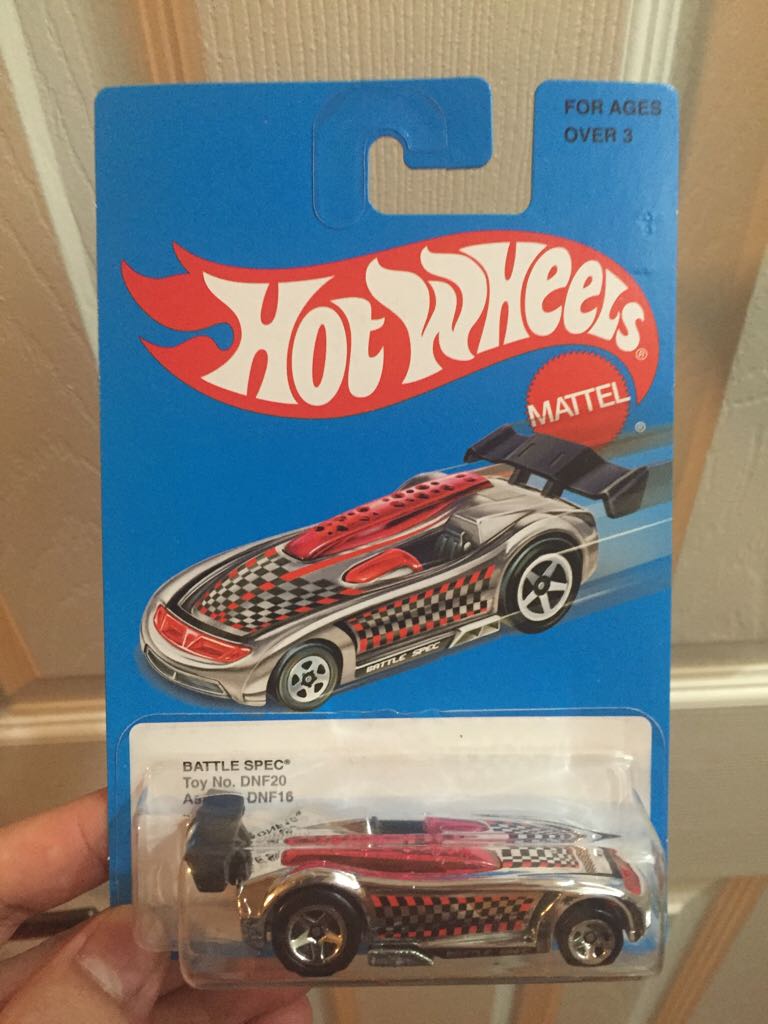 FOR AGES
OVER 3
HOT WHEELS®
MATTEL
®
BATTLE SPEC
BATTLE SPEC®
Toy No. DNF20
DNF16